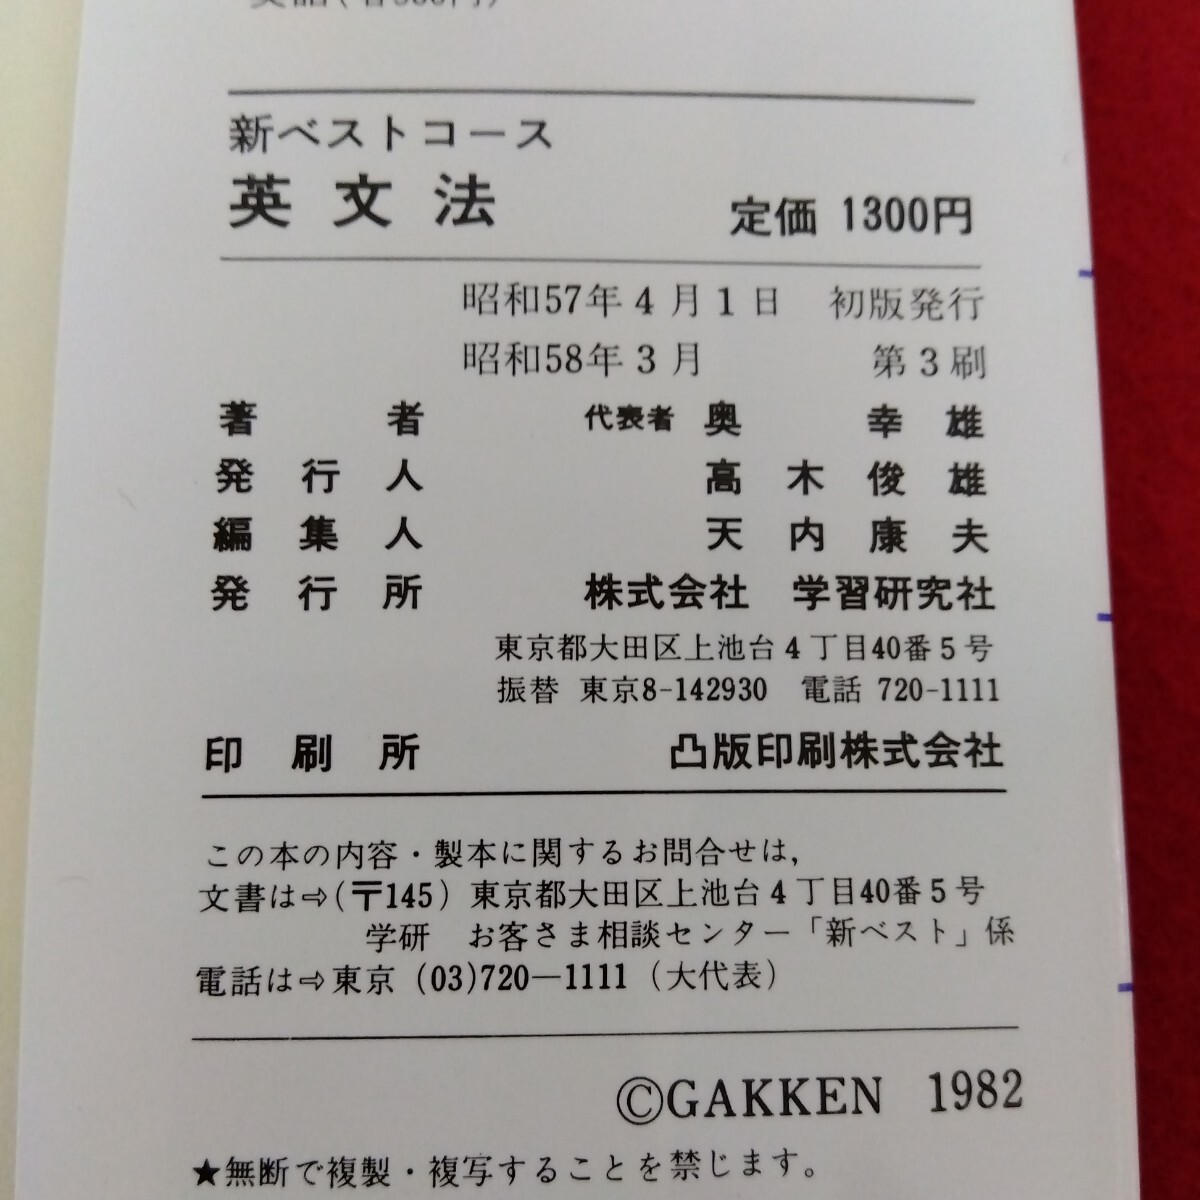 新ベストコース
英文法 定価 1300円
昭和57年4月1日 初版発行
昭和58年3月 第3刷
著者 代表者 奥幸雄
発行人 高木俊雄
編集人 天内康夫
発行所 株式会社 学習研究社
東京都大田区上池台4丁目40番5号
振替 東京8-142930 電話 720-1111
印刷所 凸版印刷株式会社
この本の内容・製本に関するお問合せは,
文書は⇨(〒145) 東京都大田区上池台4丁目40番5号
学研 お客さま相談センター「新ベスト」係
電話は⇨東京 (03)720―1111 (大代表)
©GAKKEN 1982
★無断で複製・複写することを禁じます。